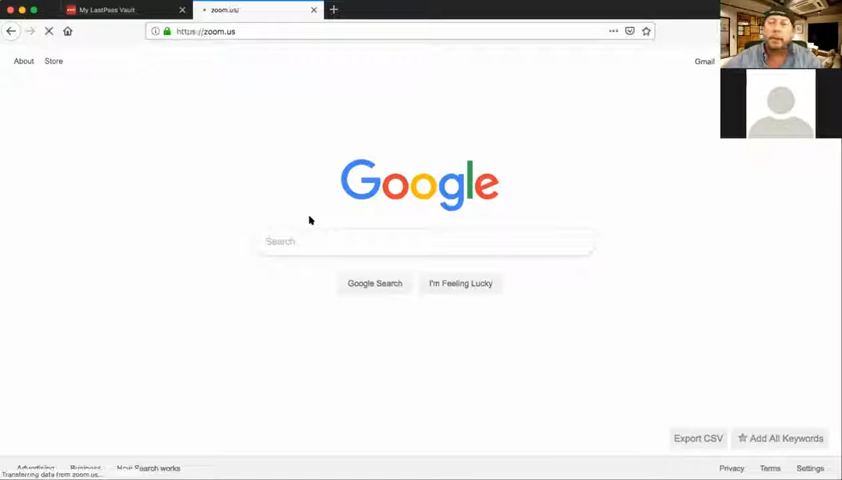 My LastPass Vault
zoom.us/
https://zoom.us
About Store
Gmail
Google
Search
Google Search I'm Feeling Lucky
Export CSV Add All Keywords
Advertising Business How Search works
Privacy Terms Settings
Transferring data from zoom.us...